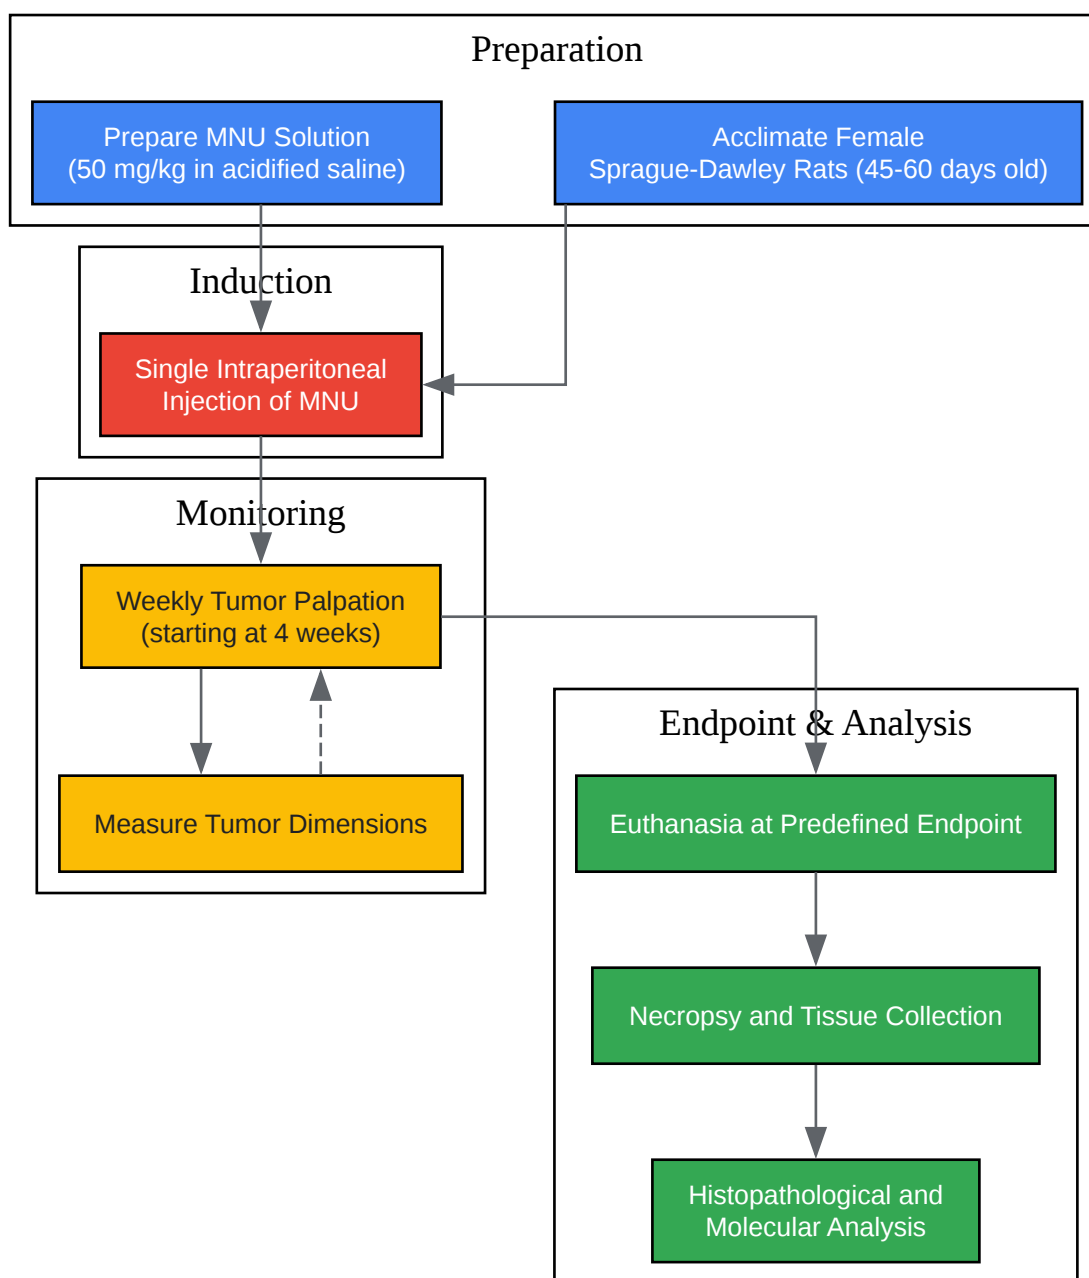 Preparation
Prepare MNU Solution
(50 mg/kg in acidified saline)
Acclimate Female
Sprague-Dawley Rats (45-60 days old)
Induction
Single Intraperitoneal
Injection of MNU
Monitoring
Weekly Tumor Palpation
(starting at 4 weeks)
Measure Tumor Dimensions
Endpoint & Analysis
Euthanasia at Predefined Endpoint
Necropsy and Tissue Collection
Histopathological and
Molecular Analysis